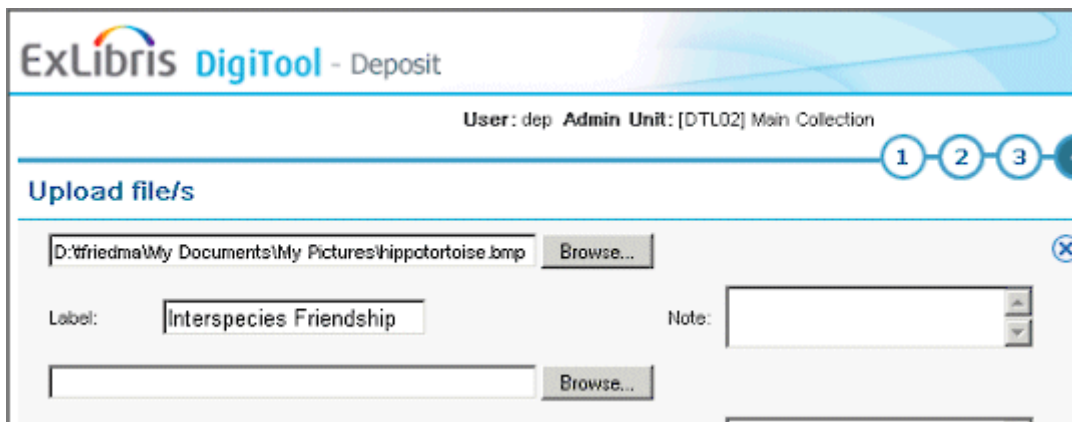 ExLibris DigiTool - Deposit
User: dep Admin Unit: [DTL02] Main Collection
1 2 3
Upload file/s
D:\tfriedma\My Documents\My Pictures\hippotortoise.bmp Browse...
Label: Interspecies Friendship Note:
Browse...